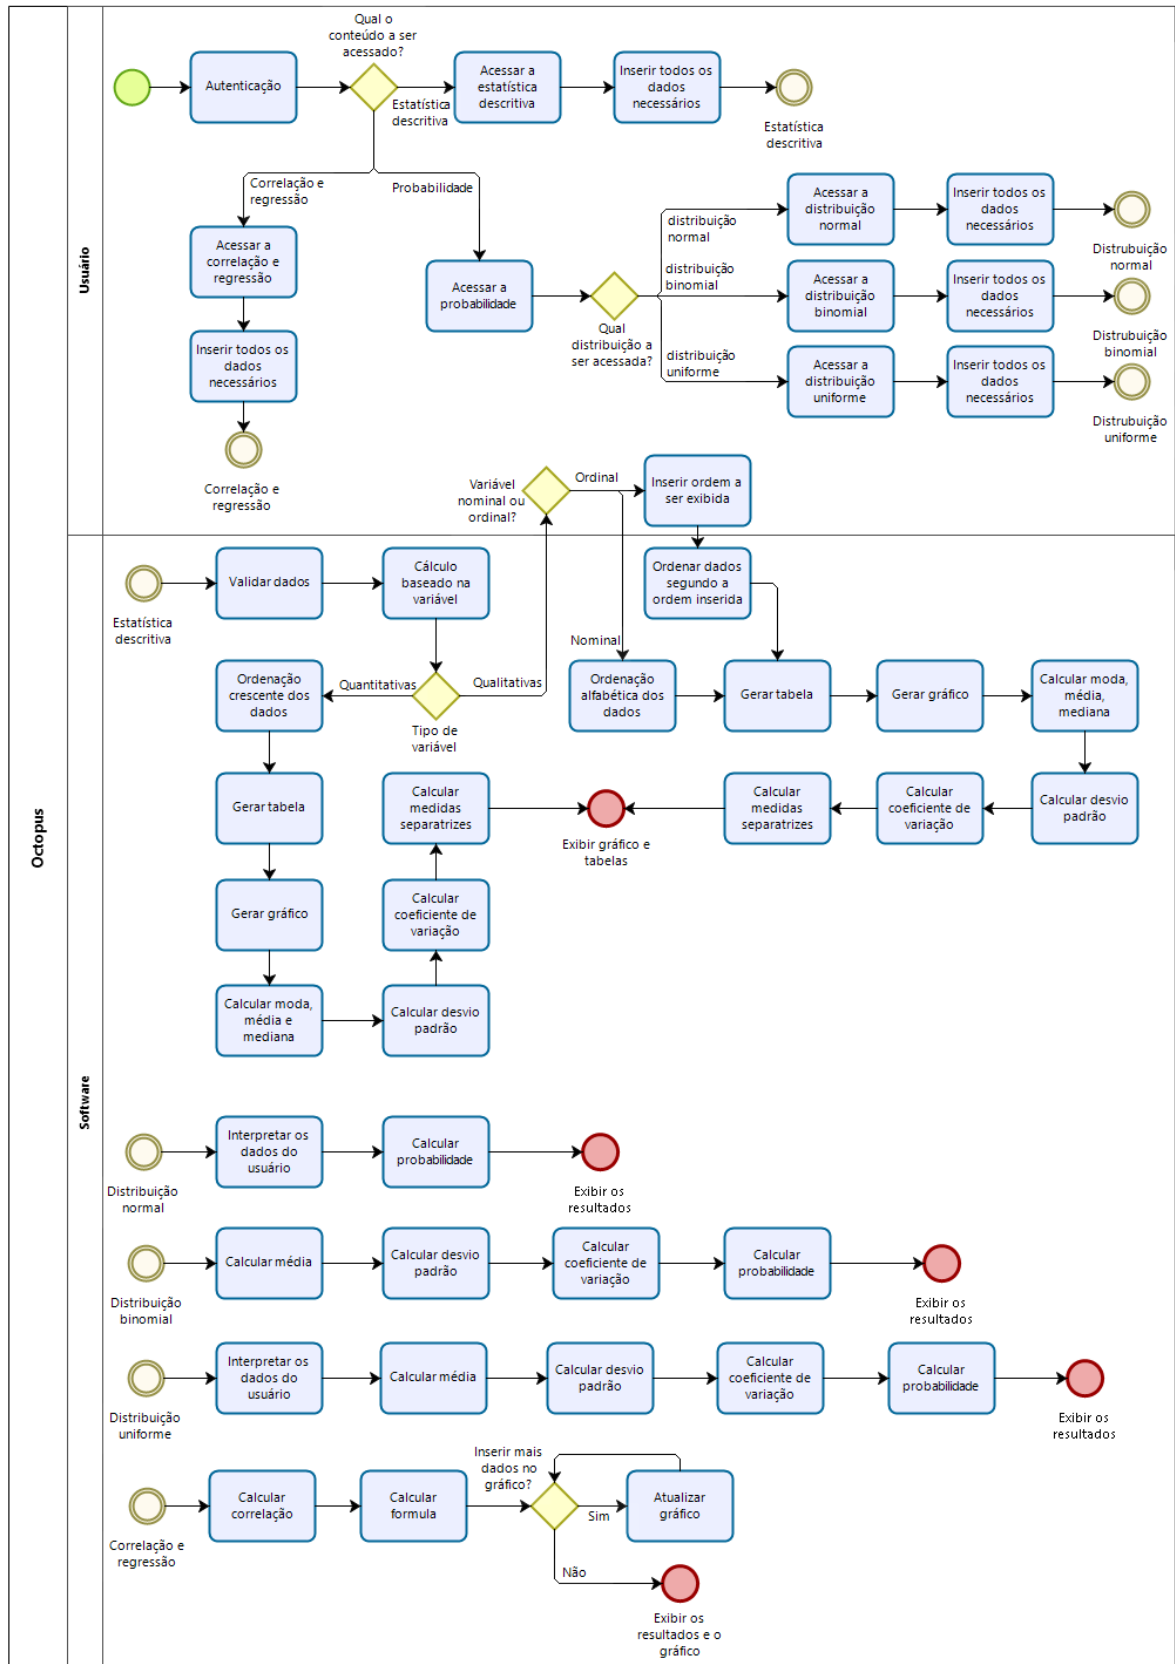 Octopus
Usuário
Qual o
conteúdo a ser
acessado?
Autenticação
Estatística
descritiva
Acessar a
estatística
descritiva
Inserir todos os
dados
necessários
Estatística
descritiva
Correlação e
regressão
Probabilidade
Acessar a
correlação e
regressão
Inserir todos os
dados
necessários
Correlação e
regressão
Acessar a
probabilidade
Qual
distribuição a
ser acessada?
distribuição
normal
Acessar a
distribuição
normal
Inserir todos os
dados
necessários
Distrubuição
normal
distribuição
binomial
Acessar a
distribuição
binomial
Inserir todos os
dados
necessários
Distrubuição
binomial
distribuição
uniforme
Acessar a
distribuição
uniforme
Inserir todos os
dados
necessários
Distrubuição
uniforme
Variável
nominal ou
ordinal?
Ordinal
Inserir ordem a
ser exibida
Software
Estatística
descritiva
Validar dados
Cálculo
baseado na
variável
Ordenar dados
segundo a
ordem inserida
Nominal
Quantitativas
Qualitativas
Tipo de
variável
Ordenação
crescente dos
dados
Ordenação
alfabética dos
dados
Gerar tabela
Gerar gráfico
Calcular moda,
média,
mediana
Gerar tabela
Calcular
medidas
separatrizes
Exibir gráfico e
tabelas
Calcular
medidas
separatrizes
Calcular
coeficiente de
variação
Calcular desvio
padrão
Gerar gráfico
Calcular
coeficiente de
variação
Calcular moda,
média e
mediana
Calcular desvio
padrão
Distribuição
normal
Interpretar os
dados do
usuário
Calcular
probabilidade
Exibir os
resultados
Distribuição
binomial
Calcular média
Calcular desvio
padrão
Calcular
coeficiente de
variação
Calcular
probabilidade
Exibir os
resultados
Distribuição
uniforme
Interpretar os
dados do
usuário
Calcular média
Calcular desvio
padrão
Calcular
coeficiente de
variação
Calcular
probabilidade
Exibir os
resultados
Correlação e
regressão
Calcular
correlação
Calcular
formula
Inserir mais
dados no
gráfico?
Sim
Atualizar
gráfico
Não
Exibir os
resultados e o
gráfico